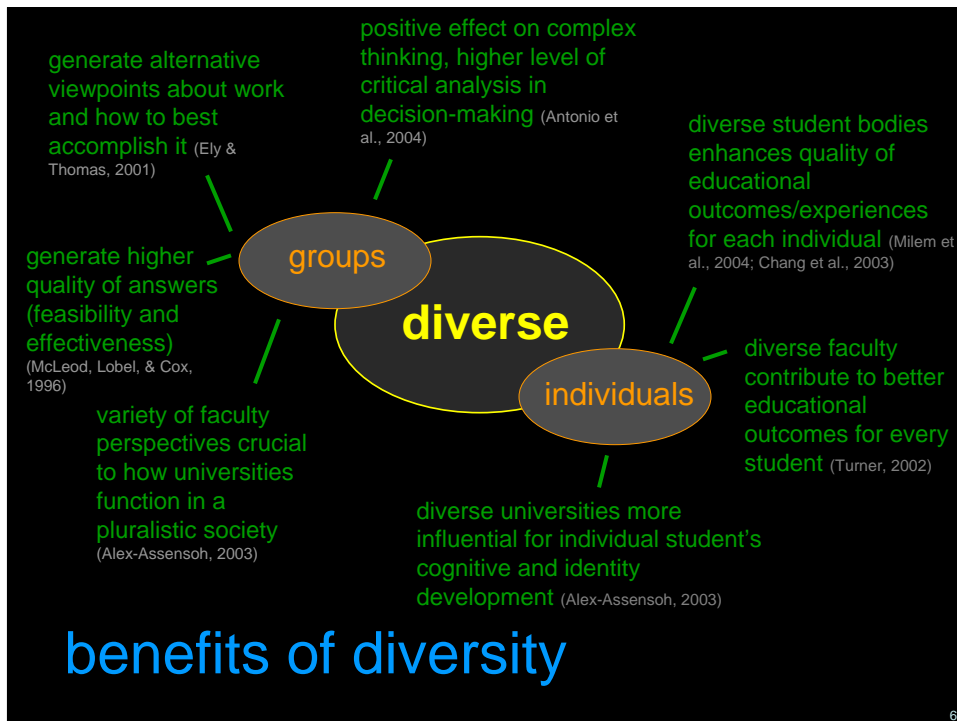 generate alternative
viewpoints about work
and how to best
accomplish it (Ely &
Thomas, 2001)
positive effect on complex
thinking, higher level of
critical analysis in
decision-making (Antonio et
al., 2004)
diverse student bodies
enhances quality of
educational
outcomes/experiences
for each individual (Milem et
al., 2004; Chang et al., 2003)
groups
generate higher
quality of answers
(feasibility and
effectiveness)
(McLeod, Lobel, & Cox,
1996)
diverse
individuals
diverse faculty
contribute to better
educational
outcomes for every
student (Turner, 2002)
variety of faculty
perspectives crucial
to how universities
function in a
pluralistic society
(Alex-Assensoh, 2003)
diverse universities more
influential for individual student's
cognitive and identity
development (Alex-Assensoh, 2003)
benefits of diversity
6